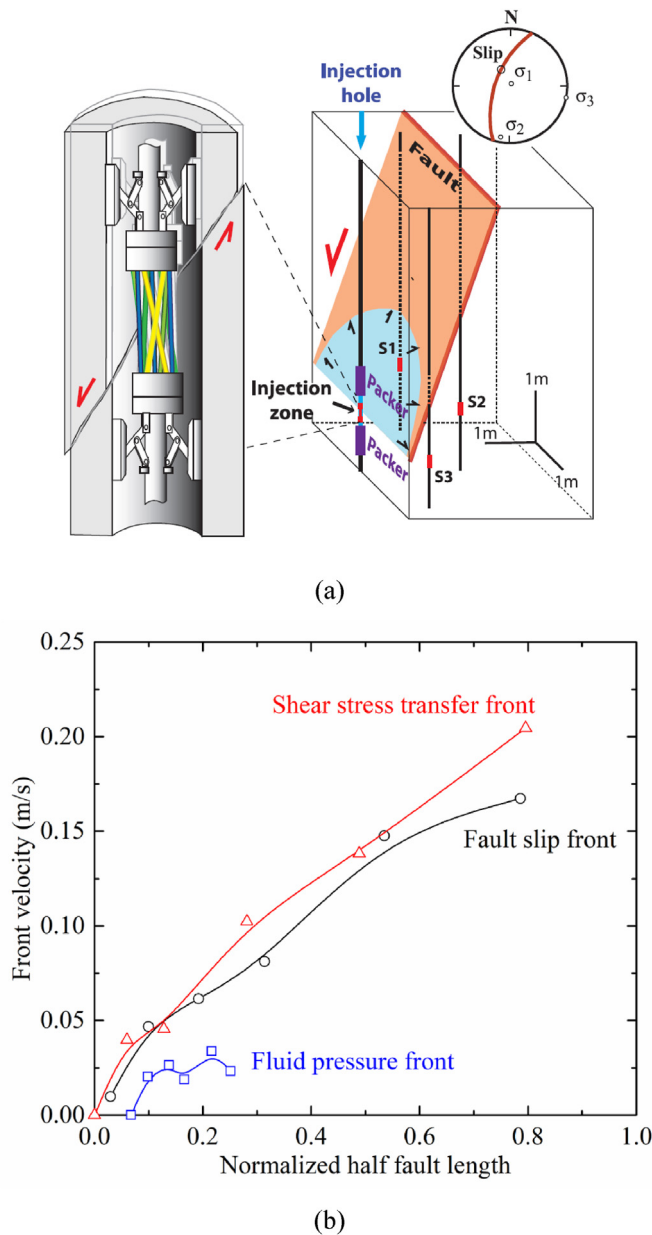 N
Slip
σ1
σ3
σ2
Injection
hole
Fault
S1
Packer
Injection
zone
S2
Packer
S3
1m
1m
1m
(a)
0.25
0.20
0.15
0.10
0.05
0.00
Front velocity (m/s)
Shear stress transfer front
Fault slip front
Fluid pressure front
0.0 0.2 0.4 0.6 0.8 1.0
Normalized half fault length
(b)